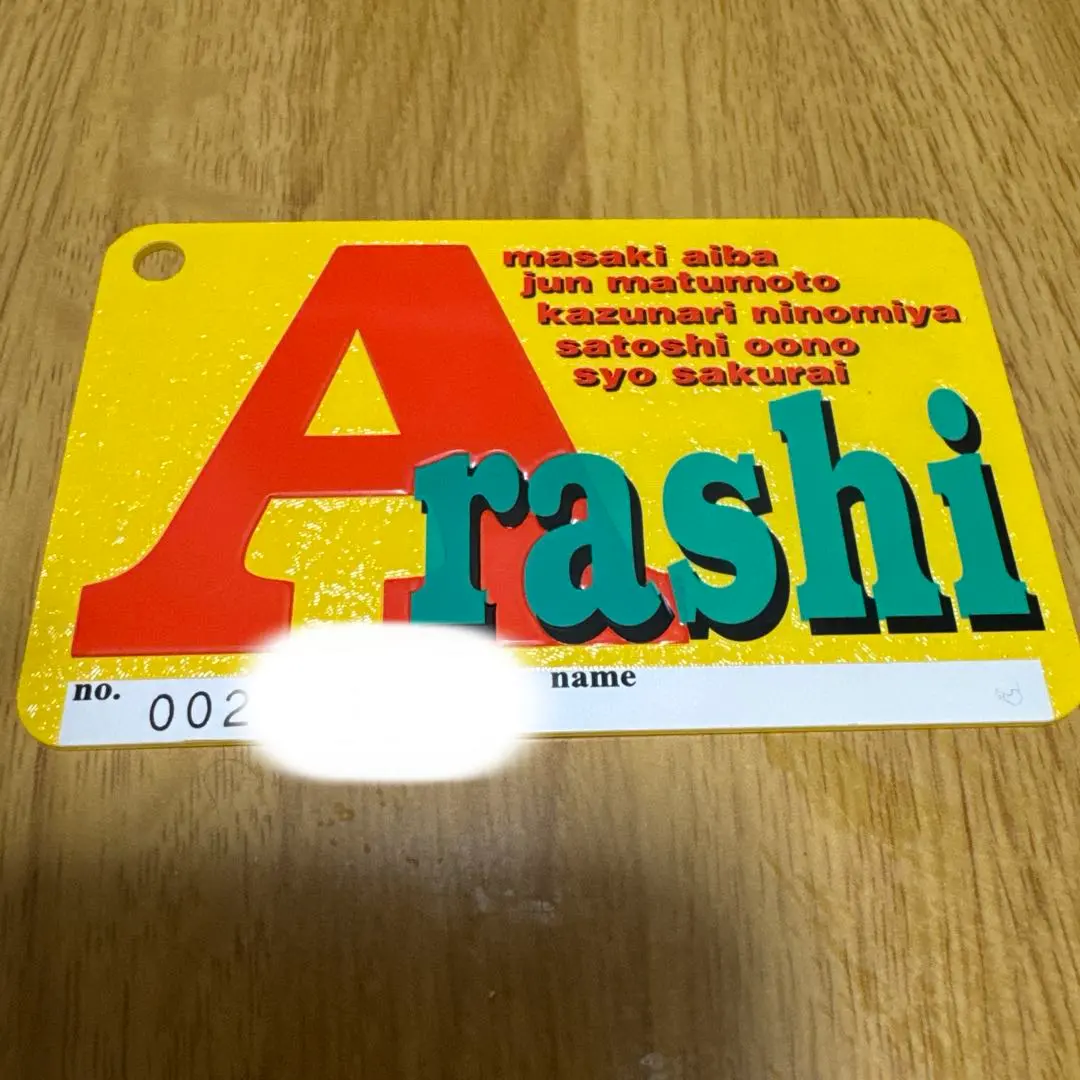 masaki aiba
jun matumoto
kazunari ninomiya
satoshi oono
syo sakurai
Arashi
no. 002
name